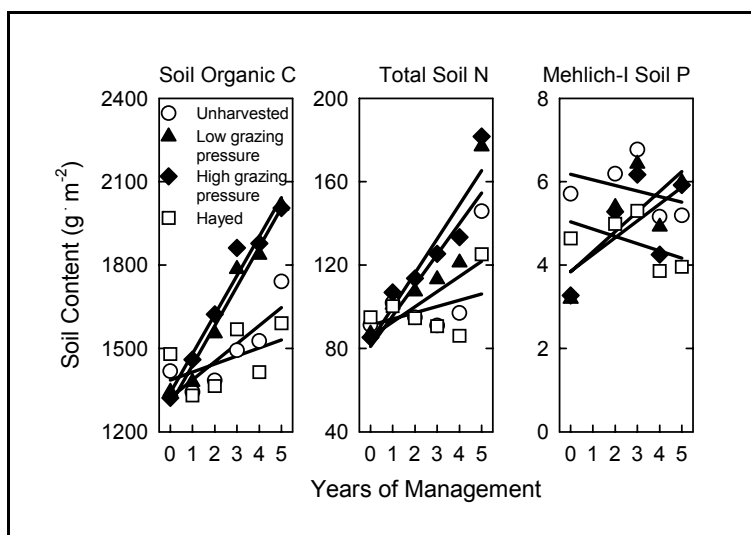 Soil Organic C
Total Soil N
Mehlich-I Soil P
2400
2100
1800
1500
1200
Unharvested
Low grazing
pressure
High grazing
pressure
Hayed
200
160
120
80
40
8
6
4
2
0
0 1 2 3 4 5
0 1 2 3 4 5
0 1 2 3 4 5
Soil Content (g · m⁻²)
Years of Management